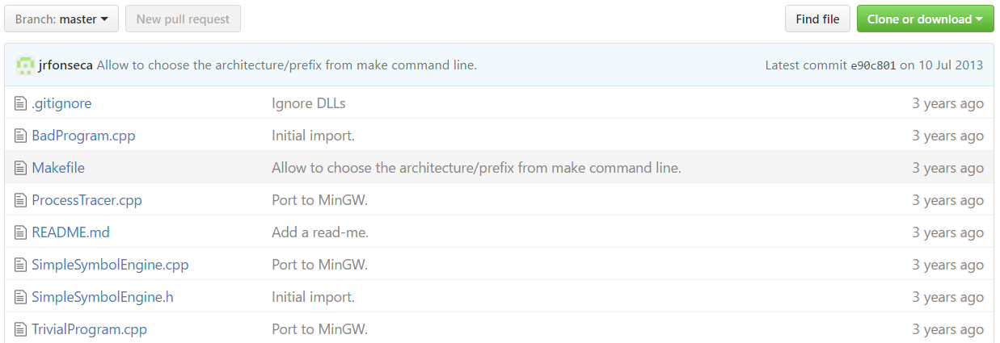 Branch: master New pull request Find file Clone or download
jrfonseca Allow to choose the architecture/prefix from make command line. Latest commit e90c801 on 10 Jul 2013
.gitignore Ignore DLLs 3 years ago
BadProgram.cpp Initial import. 3 years ago
Makefile Allow to choose the architecture/prefix from make command line. 3 years ago
ProcessTracer.cpp Port to MinGW. 3 years ago
README.md Add a read-me. 3 years ago
SimpleSymbolEngine.cpp Port to MinGW. 3 years ago
SimpleSymbolEngine.h Initial import. 3 years ago
TrivialProgram.cpp Port to MinGW. 3 years ago